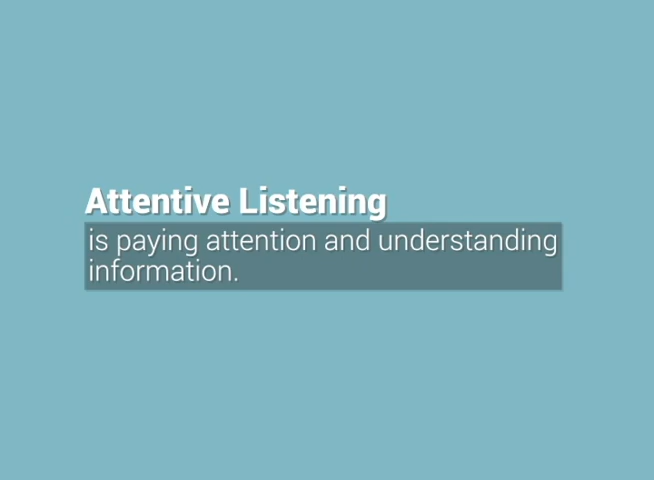 Attentive Listening
is paying attention and understanding
information.